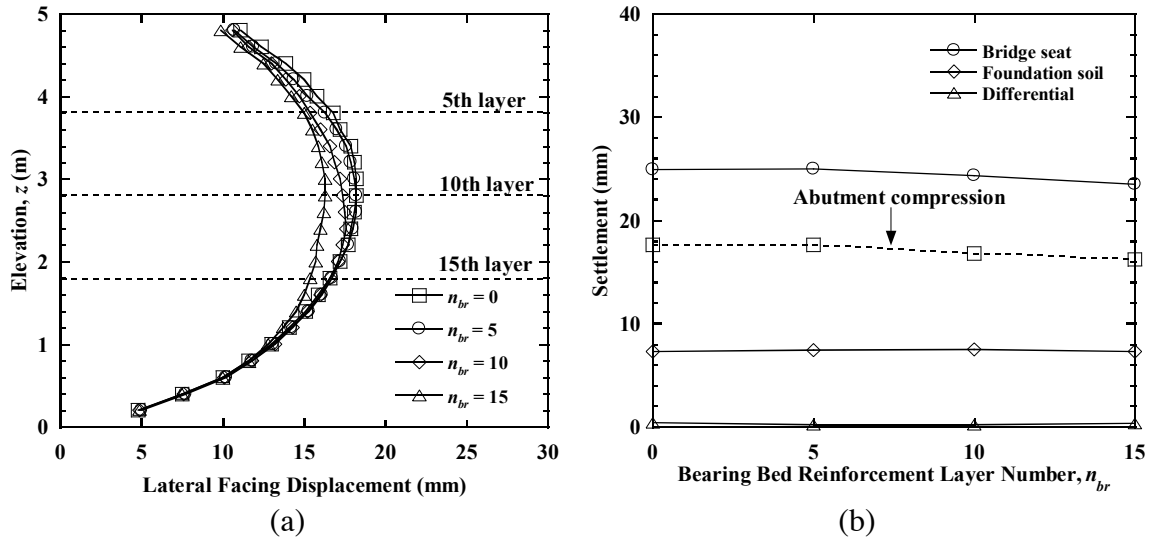 5
4
3
2
1
0
Elevation, z (m)
5th layer
10th layer
15th layer
n_br = 0
n_br = 5
n_br = 10
n_br = 15
0 5 10 15 20 25 30
Lateral Facing Displacement (mm)
(a)
40
30
20
10
0
Settlement (mm)
Bridge seat
Foundation soil
Differential
Abutment compression
0 5 10 15
Bearing Bed Reinforcement Layer Number, n_br
(b)